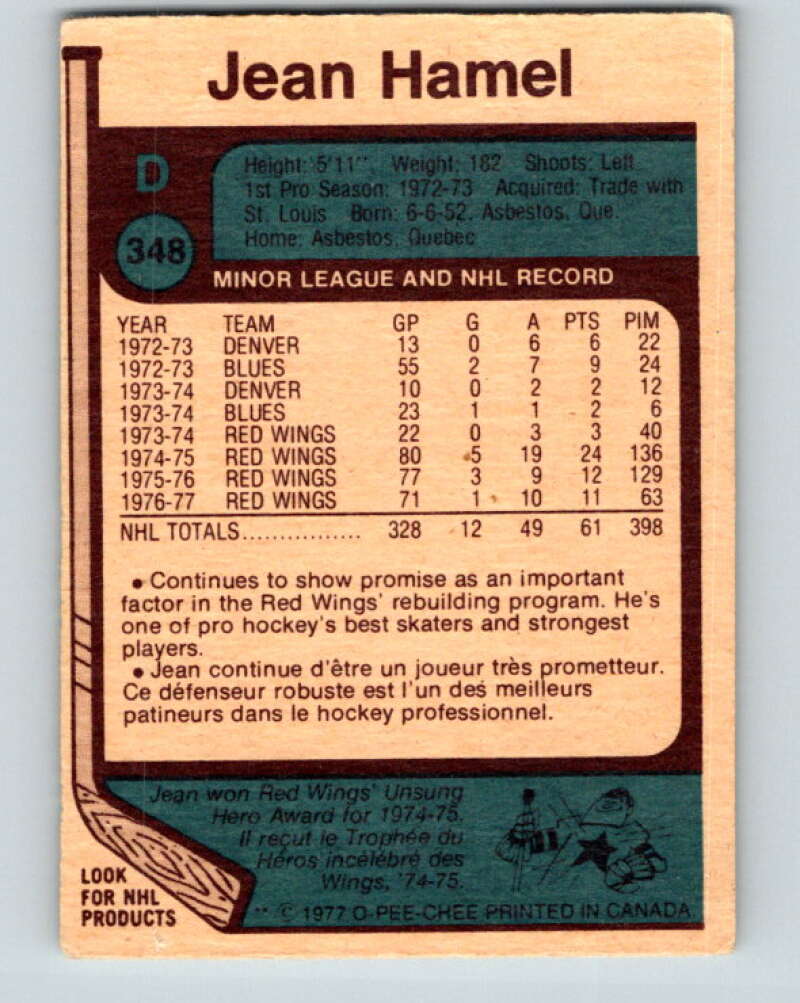 Jean Hamel
D
348
Height: 5'11" Weight: 182 Shoots: Left
1st Pro Season: 1972-73 Acquired: Trade with
St. Louis Born: 6-6-52, Asbestos, Que.
Home: Asbestos, Quebec
MINOR LEAGUE AND NHL RECORD
YEAR TEAM GP G A PTS PIM
1972-73 DENVER 13 0 6 6 22
1972-73 BLUES 55 2 7 9 24
1973-74 DENVER 10 0 2 2 12
1973-74 BLUES 23 1 1 2 6
1973-74 RED WINGS 22 0 3 3 40
1974-75 RED WINGS 80 5 19 24 136
1975-76 RED WINGS 77 3 9 12 129
1976-77 RED WINGS 71 1 10 11 63
NHL TOTALS................ 328 12 49 61 398
• Continues to show promise as an important
factor in the Red Wings' rebuilding program. He's
one of pro hockey's best skaters and strongest
players.
• Jean continue d'être un joueur très prometteur.
Ce défenseur robuste est l'un des meilleurs
patineurs dans le hockey professionnel.
Jean won Red Wings' Unsung
Hero Award for 1974-75.
Il reçut le Trophée du
Héros incélèbré des
Wings, '74-75.
LOOK
FOR NHL
PRODUCTS
** © 1977 O-PEE-CHEE PRINTED IN CANADA